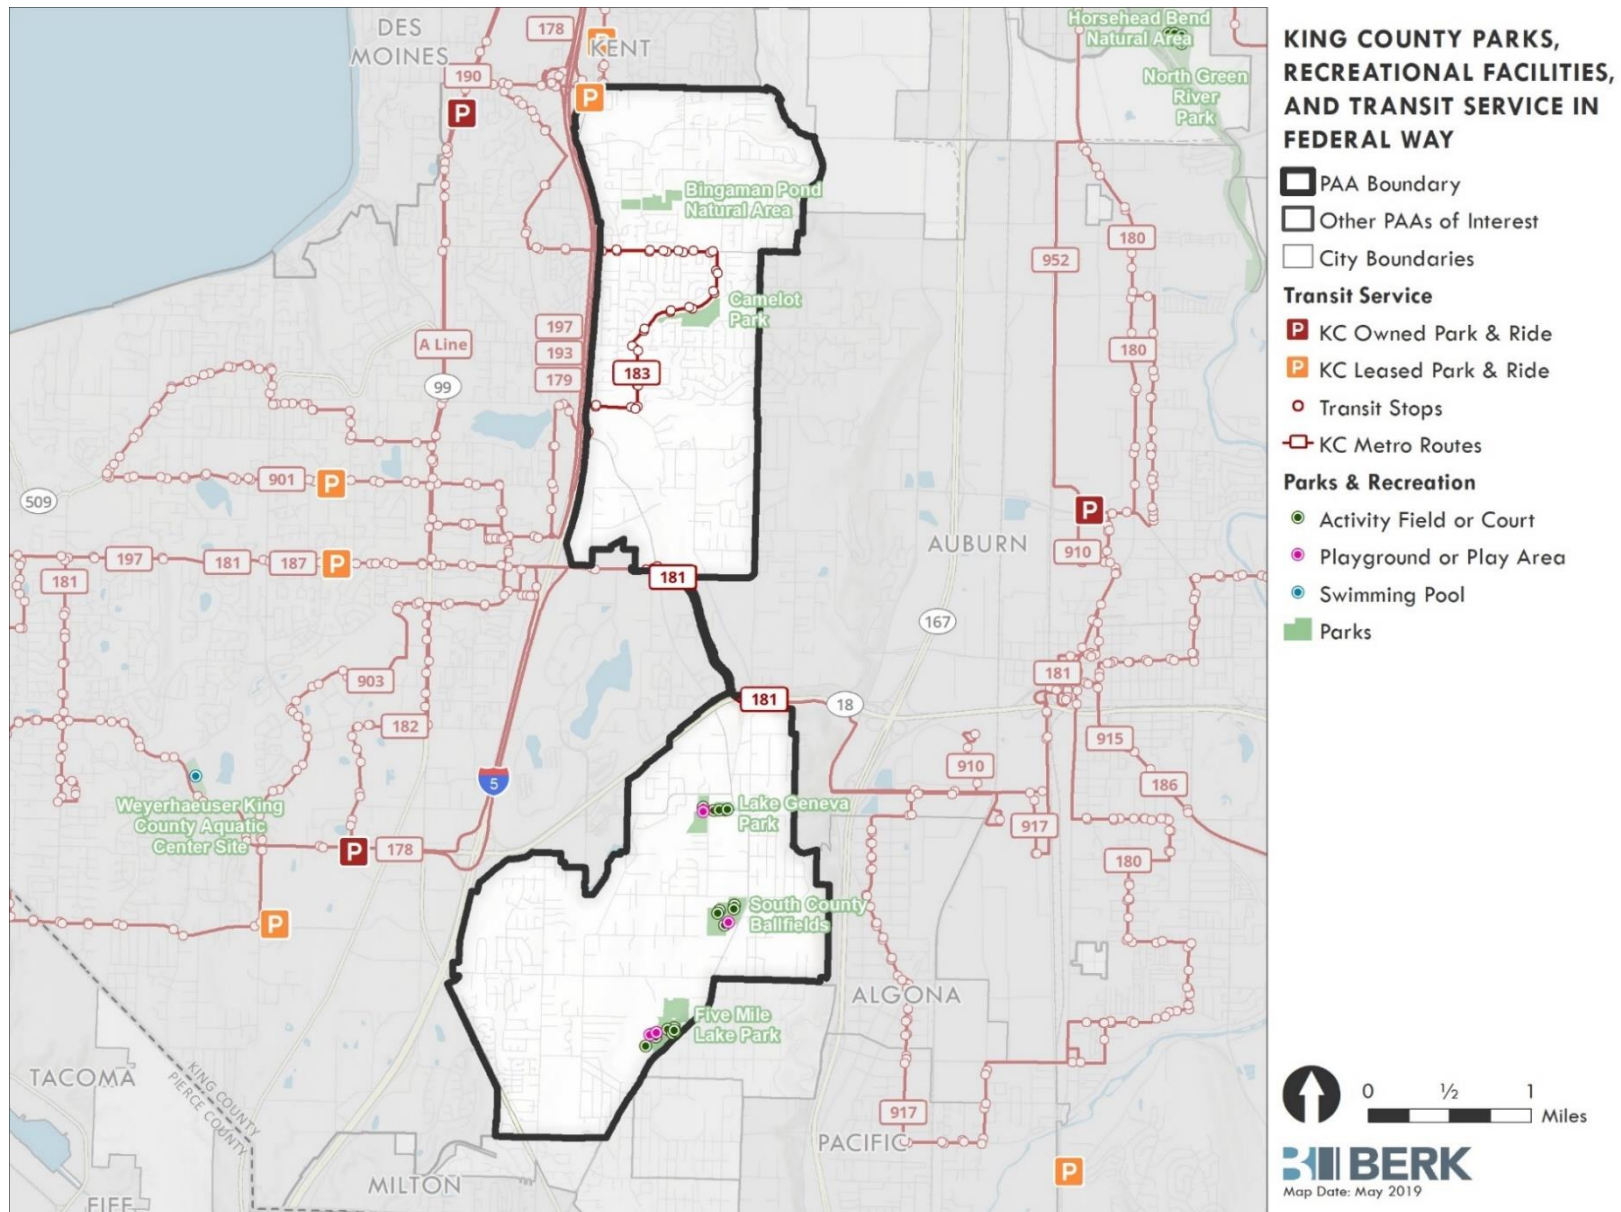 DES
MOINES
178
KENT
P
190
P
P
Horsehead Bend
Natural Area
North Green
River
Park
Bingaman Pond
Natural Area
180
952
Camelot
Park
197
193
179
A Line
99
183
180
901
P
509
P
910
AUBURN
197
181
187
P
181
181
167
903
182
181
18
181
915
910
186
5
Weyerhaeuser King
County Aquatic
Center Site
Lake Geneva
Park
917
P
178
180
South County
Ballfields
P
ALGONA
Five Mile
Lake Park
TACOMA
KING COUNTY
PIERCE COUNTY
917
PACIFIC
P
MILTON
FIFE
KING COUNTY PARKS,
RECREATIONAL FACILITIES,
AND TRANSIT SERVICE IN
FEDERAL WAY
PAA Boundary
Other PAAs of Interest
City Boundaries
Transit Service
P KC Owned Park & Ride
P KC Leased Park & Ride
Transit Stops
KC Metro Routes
Parks & Recreation
Activity Field or Court
Playground or Play Area
Swimming Pool
Parks
0 ½ 1
Miles
BERK
Map Date: May 2019